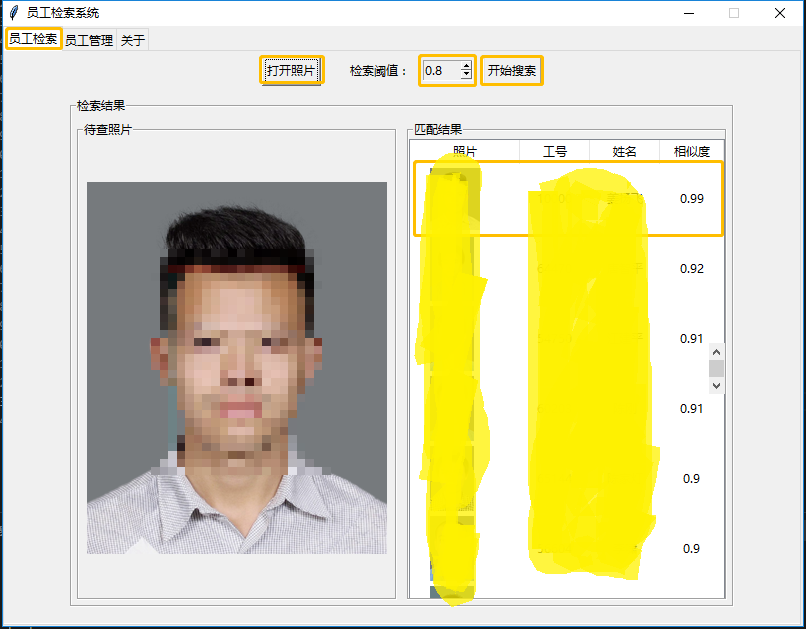 员工检索系统
员工检索 员工管理 关于
打开照片 检索阈值： 0.8 开始搜索
检索结果
待查照片 匹配结果
照片 工号 姓名 相似度
0.99
0.92
0.91
0.91
0.9
0.9